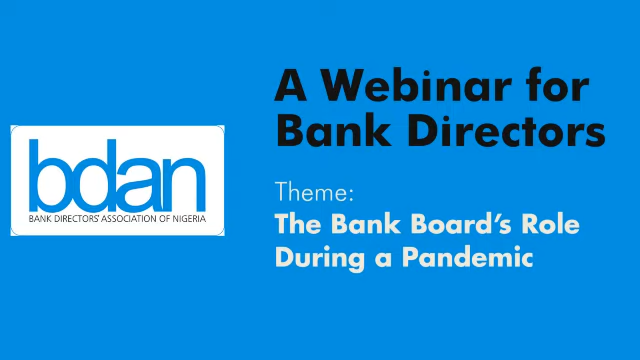 A Webinar for
Bank Directors
bdan
BANK DIRECTORS' ASSOCIATION OF NIGERIA
Theme:
The Bank Board's Role
During a Pandemic